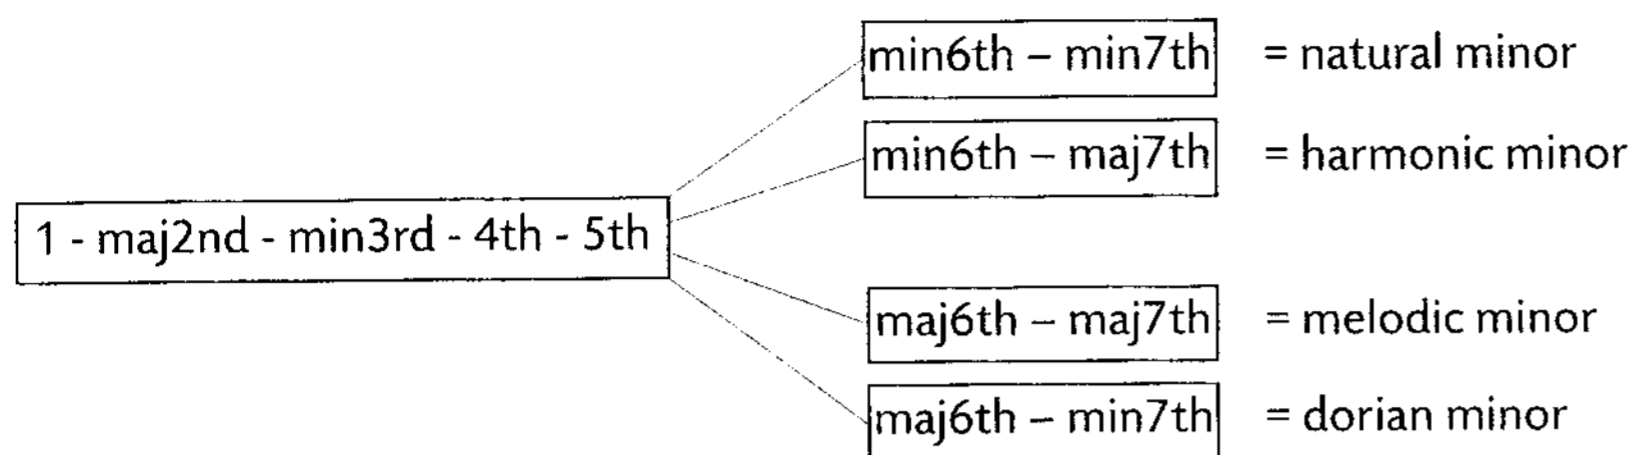 min6th – min7th = natural minor
min6th – maj7th = harmonic minor
1 - maj2nd - min3rd - 4th - 5th
maj6th – maj7th = melodic minor
maj6th – min7th = dorian minor